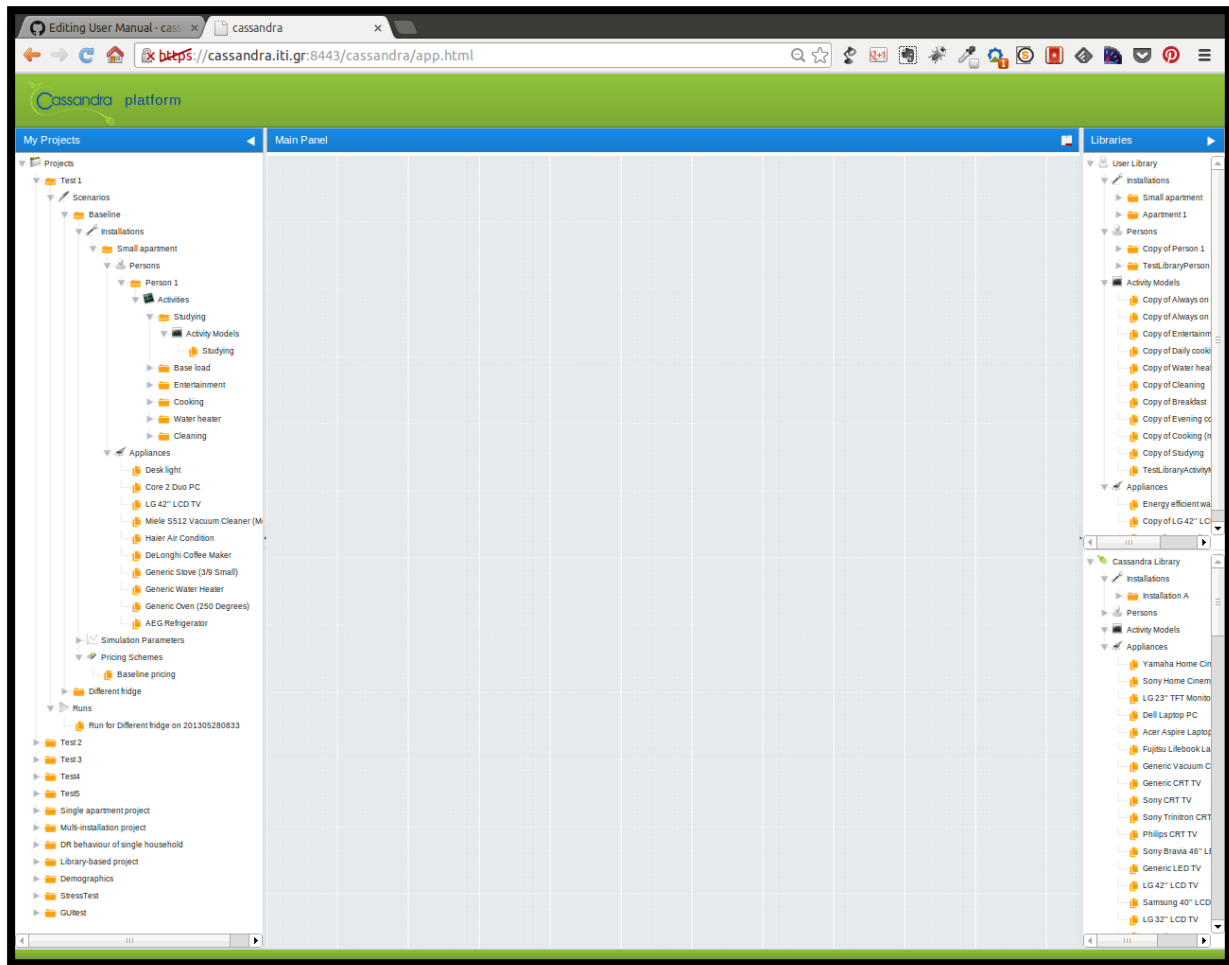 Editing User Manual · cass
cassandra
https://cassandra.iti.gr:8443/cassandra/app.html
Cassandra platform
My Projects
Projects
Test 1
Scenarios
Baseline
Installations
Small apartment
Persons
Person 1
Activities
Studying
Activity Models
Studying
Base load
Entertainment
Cooking
Water heater
Cleaning
Appliances
Desk light
Core 2 Duo PC
LG 42" LCD TV
Miele S512 Vacuum Cleaner (M
Haier Air Condition
DeLonghi Coffee Maker
Generic Stove (3/9 Small)
Generic Water Heater
Generic Oven (250 Degrees)
AEG Refrigerator
Simulation Parameters
Pricing Schemes
Baseline pricing
Different fridge
Runs
Run for Different fridge on 201305280833
Test 2
Test 3
Test4
Test5
Single apartment project
Multi-installation project
DR behaviour of single household
Library-based project
Demographics
StressTest
GUItest
Main Panel
Libraries
User Library
Installations
Small apartment
Apartment 1
Persons
Copy of Person 1
TestLibraryPerson
Activity Models
Copy of Always on
Copy of Always on
Copy of Entertainm
Copy of Daily cooki
Copy of Water heat
Copy of Cleaning
Copy of Breakfast
Copy of Evening co
Copy of Cooking (n
Copy of Studying
TestLibraryActivityM
Appliances
Energy efficient wa
Copy of LG 42" LC
Cassandra Library
Installations
Installation A
Persons
Activity Models
Appliances
Yamaha Home Cin
Sony Home Cinem
LG 23" TFT Monito
Dell Laptop PC
Acer Aspire Laptop
Fujitsu Lifebook La
Generic Vacuum C
Generic CRT TV
Sony CRT TV
Sony Trinitron CRT
Philips CRT TV
Sony Bravia 46" LE
Generic LED TV
LG 42" LCD TV
Samsung 40" LCD
LG 32" LCD TV